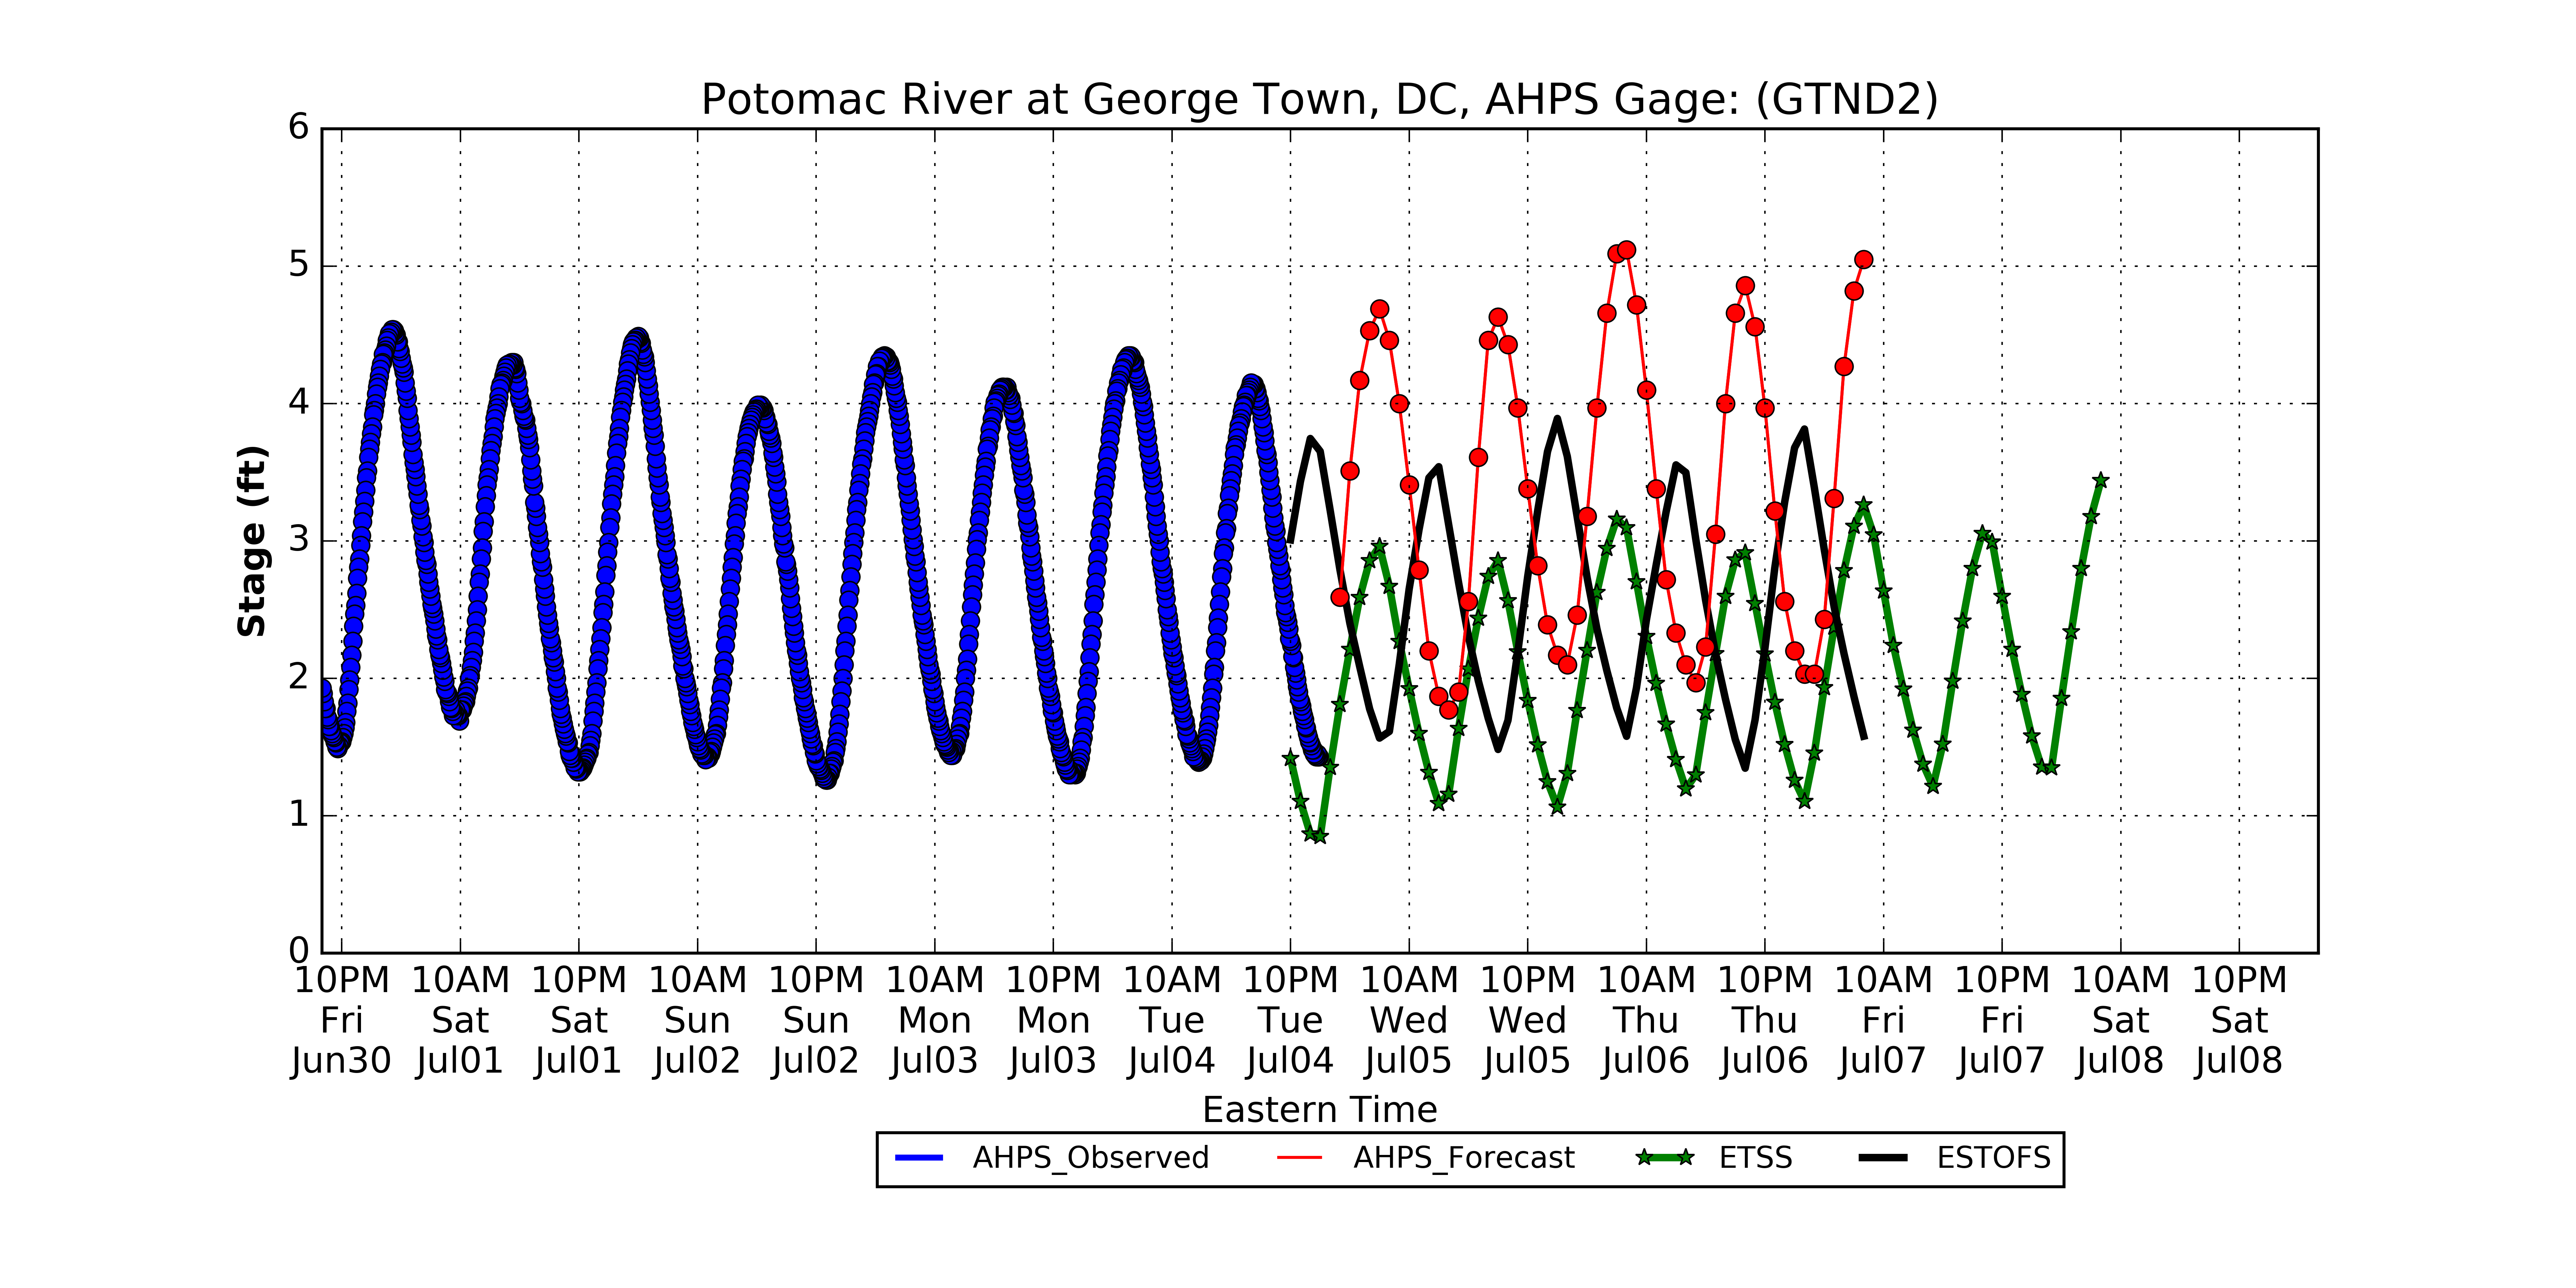 Potomac River at George Town, DC, AHPS Gage: (GTND2)
6
5
4
3
2
1
0
Stage (ft)
10PM 10AM 10PM 10AM 10PM 10AM 10PM 10AM 10PM 10AM 10PM 10AM 10PM 10AM 10PM 10AM 10PM
Fri Sat Sat Sun Sun Mon Mon Tue Tue Wed Wed Thu Thu Fri Fri Sat Sat
Jun30 Jul01 Jul01 Jul02 Jul02 Jul03 Jul03 Jul04 Jul04 Jul05 Jul05 Jul06 Jul06 Jul07 Jul07 Jul08 Jul08
Eastern Time
AHPS_Observed AHPS_Forecast ETSS ESTOFS